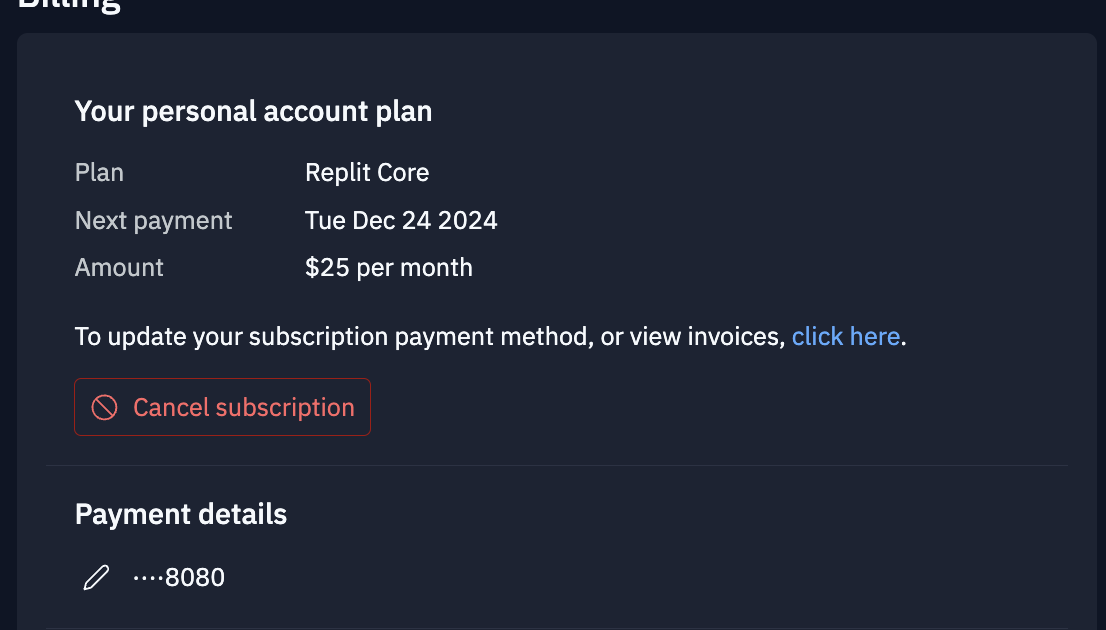 Billing
Your personal account plan
Plan Replit Core
Next payment Tue Dec 24 2024
Amount $25 per month
To update your subscription payment method, or view invoices, click here.
Cancel subscription
Payment details
····8080